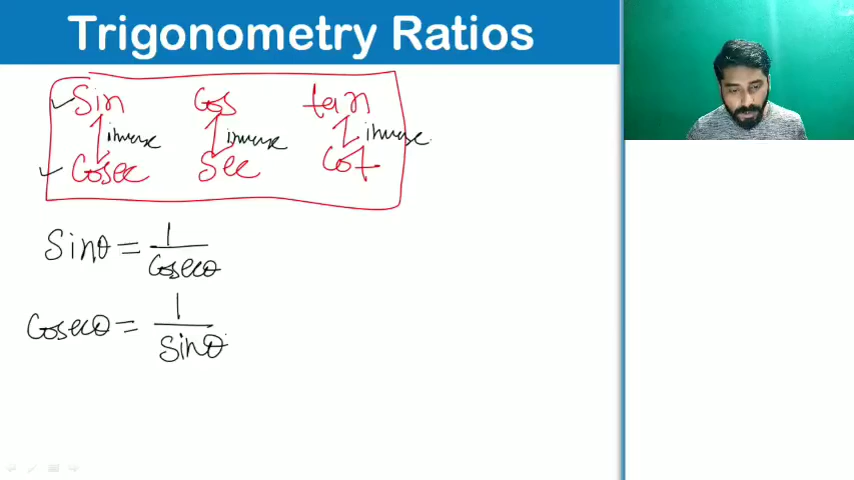 Trigonometry Ratios
Sin Cos tan
inverse inverse inverse
Cosec Sec Cot
Sinθ = 1/Cosecθ
Cosecθ = 1/Sinθ